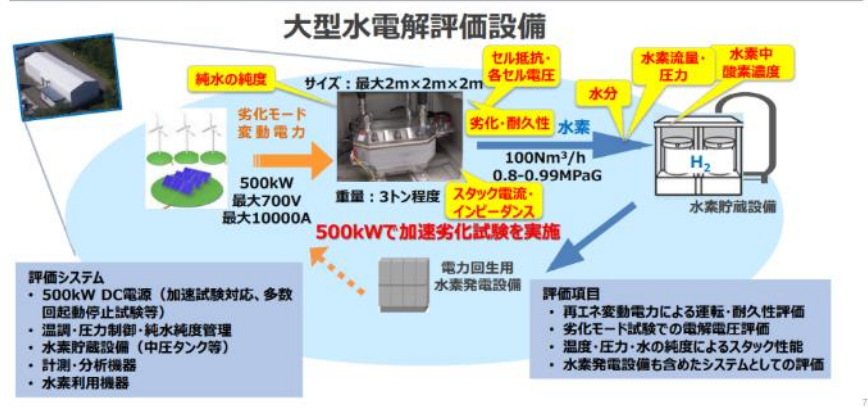 大型水電解評価設備
純水の純度
サイズ：最大2m×2m×2m
セル抵抗・
各セル電圧
水素流量・
圧力
水素中
酸素濃度
水分
劣化モード
変動電力
劣化・耐久性
水素
500kW
最大700V
最大10000A
100Nm³/h
0.8-0.99MPaG
H₂
重量：3トン程度
スタック電流・
インピーダンス
水素貯蔵設備
500kWで加速劣化試験を実施
電力回生用
水素発電設備
評価システム
• 500kW DC電源（加速試験対応、多数
回起動停止試験等）
• 温調・圧力制御・純水純度管理
• 水素貯蔵設備（中圧タンク等）
• 計測・分析機器
• 水素利用機器
評価項目
• 再エネ変動電力による運転・耐久性評価
• 劣化モード試験での電解電圧評価
• 温度・圧力・水の純度によるスタック性能
• 水素発電設備も含めたシステムとしての評価
7